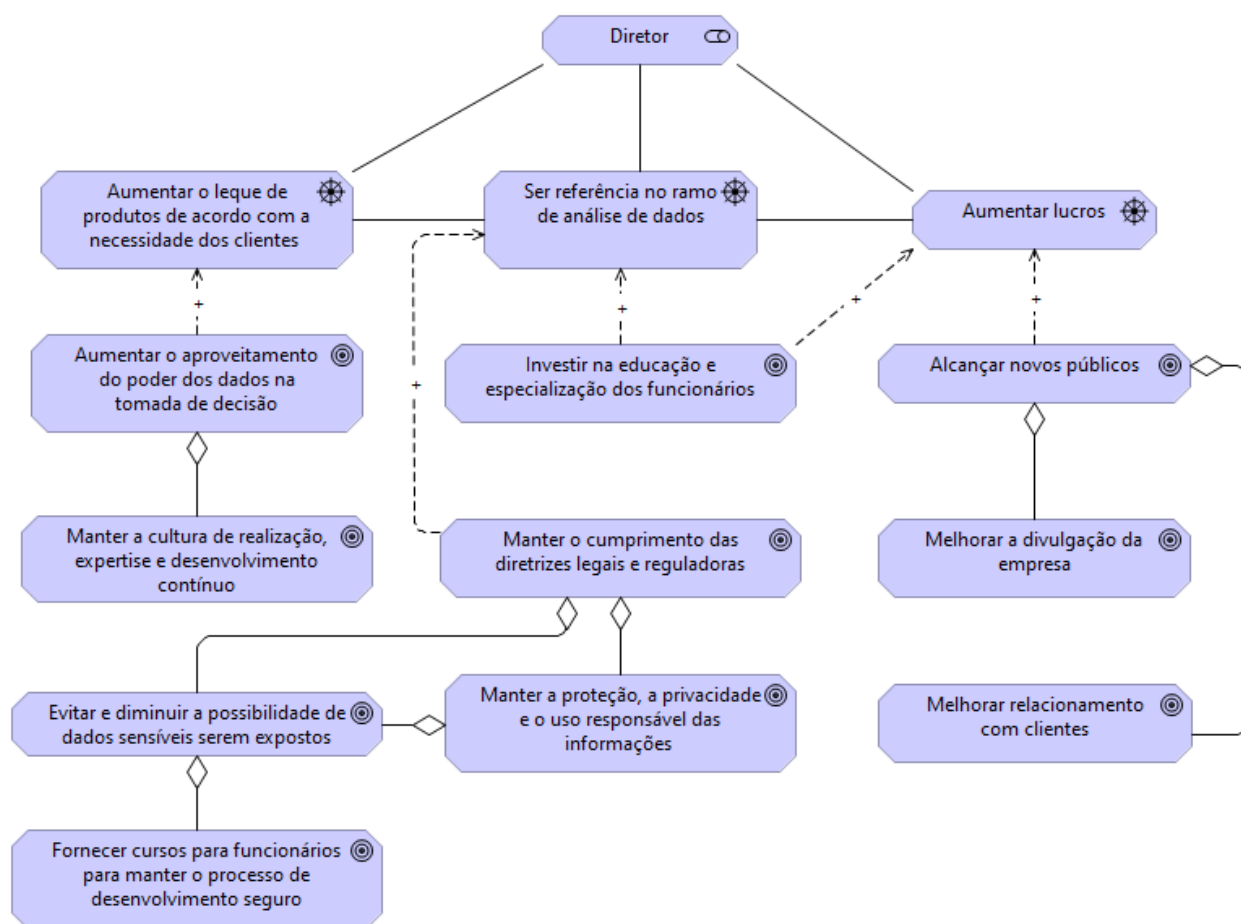 Diretor
Aumentar o leque de
produtos de acordo com a
necessidade dos clientes
Ser referência no ramo
de análise de dados
Aumentar lucros
+
+
+
+
+
Aumentar o aproveitamento
do poder dos dados na
tomada de decisão
Investir na educação e
especialização dos funcionários
Alcançar novos públicos
Manter a cultura de realização,
expertise e desenvolvimento
contínuo
Manter o cumprimento das
diretrizes legais e reguladoras
Melhorar a divulgação da
empresa
Evitar e diminuir a possibilidade de
dados sensíveis serem expostos
Manter a proteção, a privacidade
e o uso responsável das
informações
Melhorar relacionamento
com clientes
Fornecer cursos para funcionários
para manter o processo de
desenvolvimento seguro